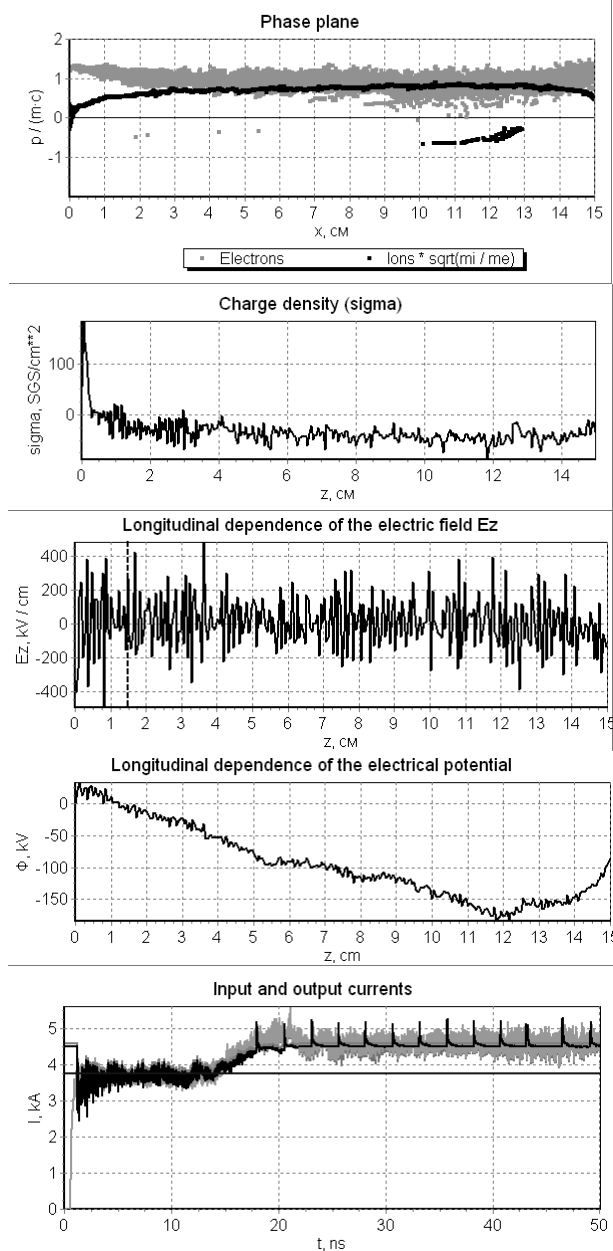 Phase plane
p / (m·c)
2
1
0
-1
0 1 2 3 4 5 6 7 8 9 10 11 12 13 14 15
x, см
Electrons Ions * sqrt(mi / me)
Charge density (sigma)
sigma, SGS/cm**2
100
0
0 2 4 6 8 10 12 14
z, см
Longitudinal dependence of the electric field Ez
Ez, kV / cm
400
200
0
-200
-400
0 1 2 3 4 5 6 7 8 9 10 11 12 13 14 15
z, см
Longitudinal dependence of the electrical potential
Ф, kV
0
-50
-100
-150
0 1 2 3 4 5 6 7 8 9 10 11 12 13 14 15
z, cm
Input and output currents
I, kA
5
4
3
2
1
0
0 10 20 30 40 50
t, ns